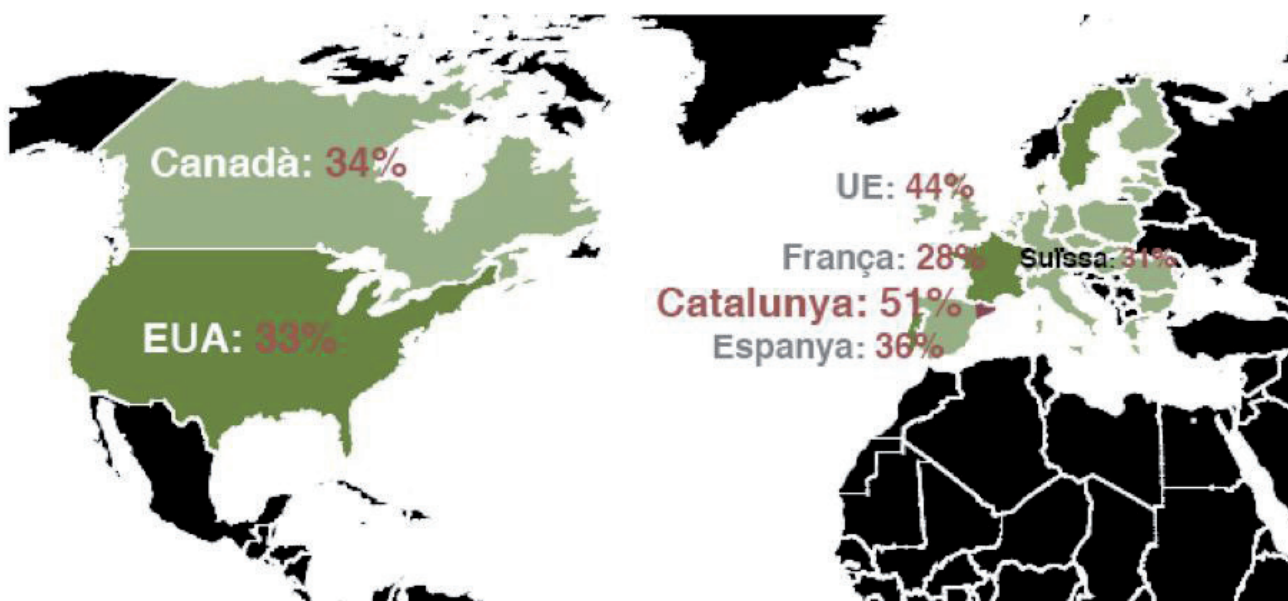 Canadà: 34%
EUA: 33%
UE: 44%
França: 28%
Suïssa: 31%
Catalunya: 51%
Espanya: 36%